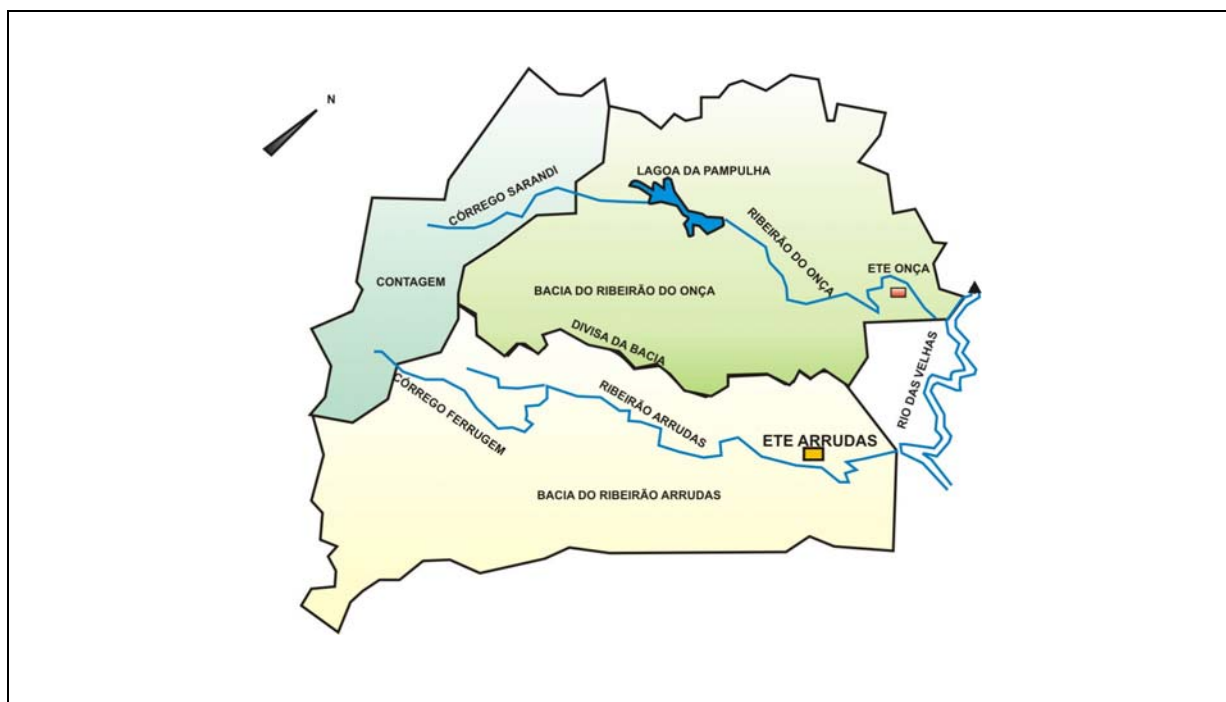 N
LAGOA DA PAMPULHA
CÓRREGO SARANDI
RIBEIRÃO DO ONÇA
ETE ONÇA
CONTAGEM
BACIA DO RIBEIRÃO DO ONÇA
DIVISA DA BACIA
RIO DAS VELHAS
CÓRREGO FERRUGEM
RIBEIRÃO ARRUDAS
ETE ARRUDAS
BACIA DO RIBEIRÃO ARRUDAS